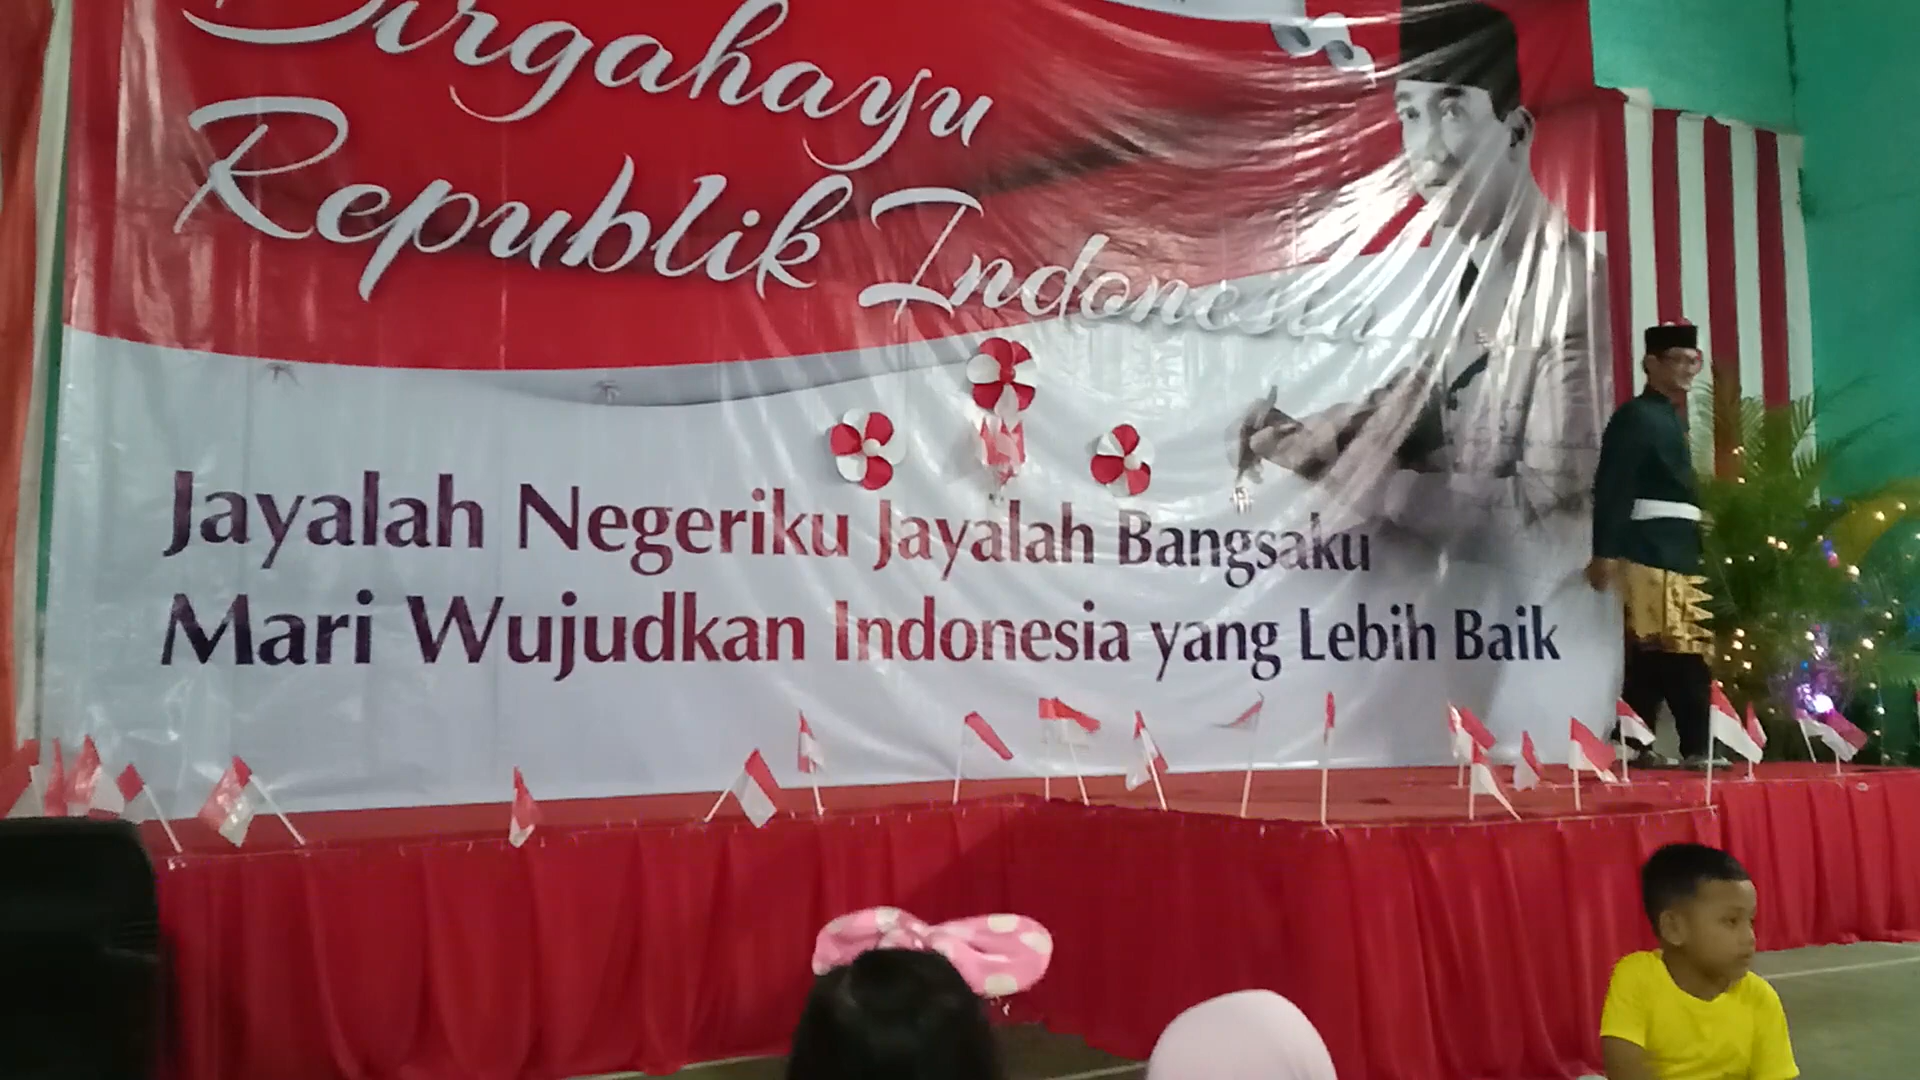 Dirgahayu
Republik Indonesia
Jayalah Negeriku Jayalah Bangsaku
Mari Wujudkan Indonesia yang Lebih Baik